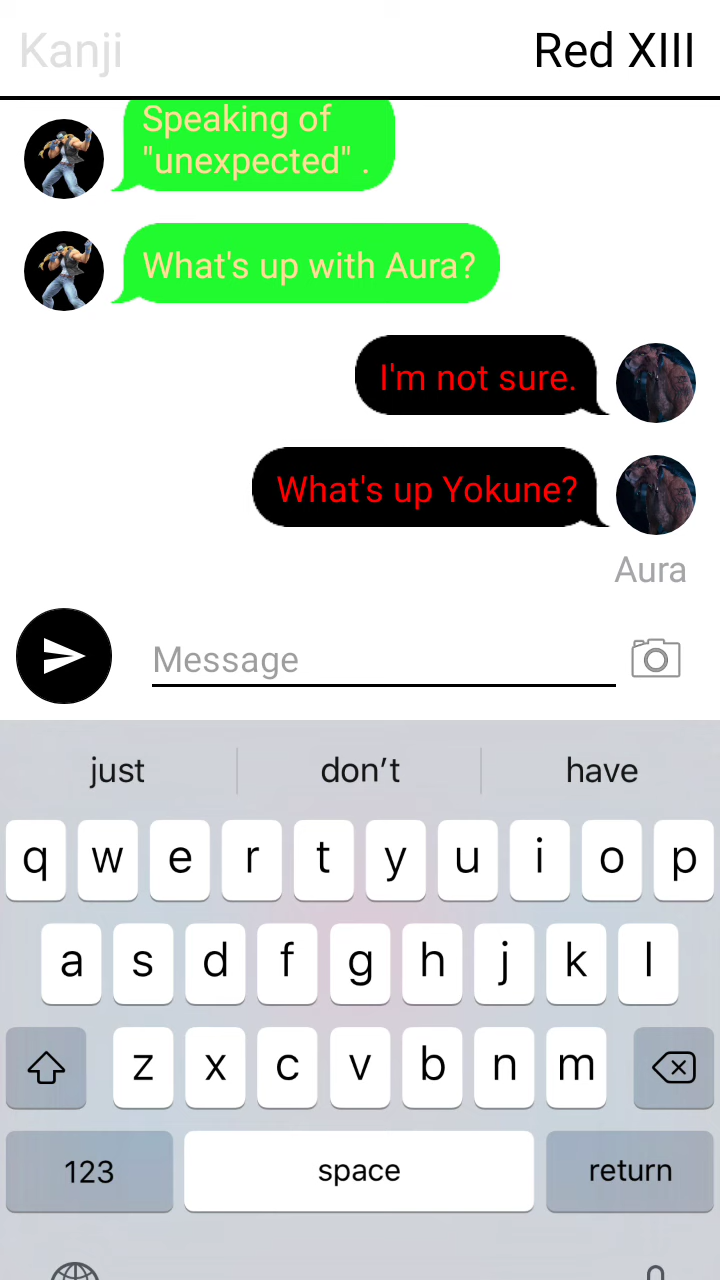 Kanji
Red XIII
Speaking of
"unexpected" .
What's up with Aura?
I'm not sure.
What's up Yokune?
Aura
Message
just
don’t
have
q w e r t y u i o p
a s d f g h j k l
z x c v b n m
123
space
return